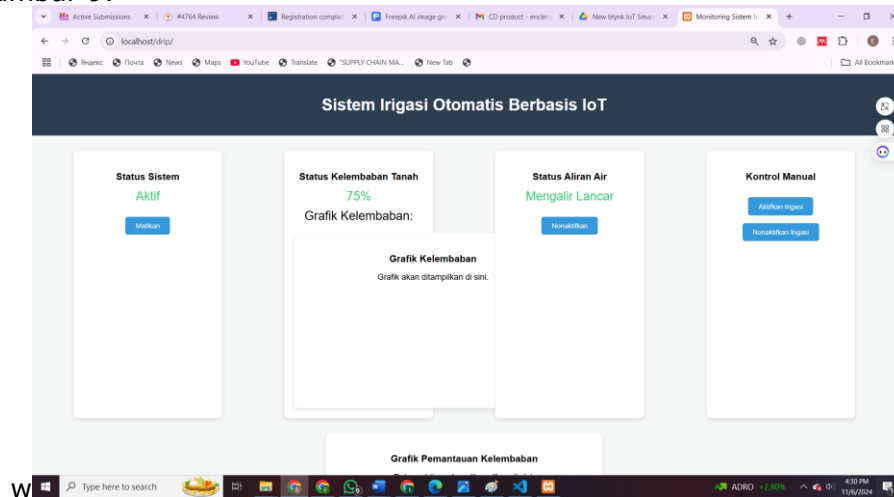 Active Submissions
#4764 Review
Registration complet
Freepik AI image ge
CD product - ericles
New blynk IoT Smar
Monitoring Sistem I
localhost/drip/
Яндекс Почта News Maps YouTube Translate "SUPPLY CHAIN MA... New Tab
All Bookmark
Sistem Irigasi Otomatis Berbasis IoT
Status Sistem
Aktif
Matikan
Status Kelembaban Tanah
75%
Grafik Kelembaban:
Grafik Kelembaban
Grafik akan ditampilkan di sini.
Status Aliran Air
Mengalir Lancar
Nonaktifkan
Kontrol Manual
Aktifkan Irigasi
Nonaktifkan Irigasi
Grafik Pemantauan Kelembaban
W
Type here to search
ADRO +2,80%
4:30 PM
11/6/2024